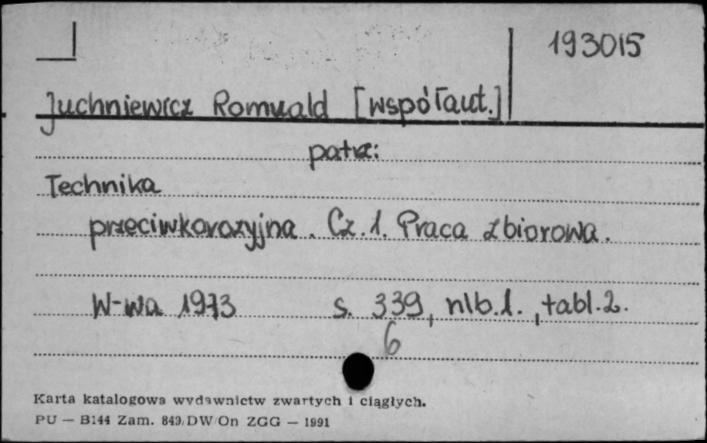 193015
Juchniewicz Romuald [współaut.]
patrz:
Technika
przeciwkorozyjna. Cz. 1. Praca zbiorowa.
W-wa 1973 s. 339, nlb. 1., tabl. 2.
6
Karta katalogowa wydawnictw zwartych i ciągłych.
PU — B144 Zam. 849/DW/On ZGG — 1991